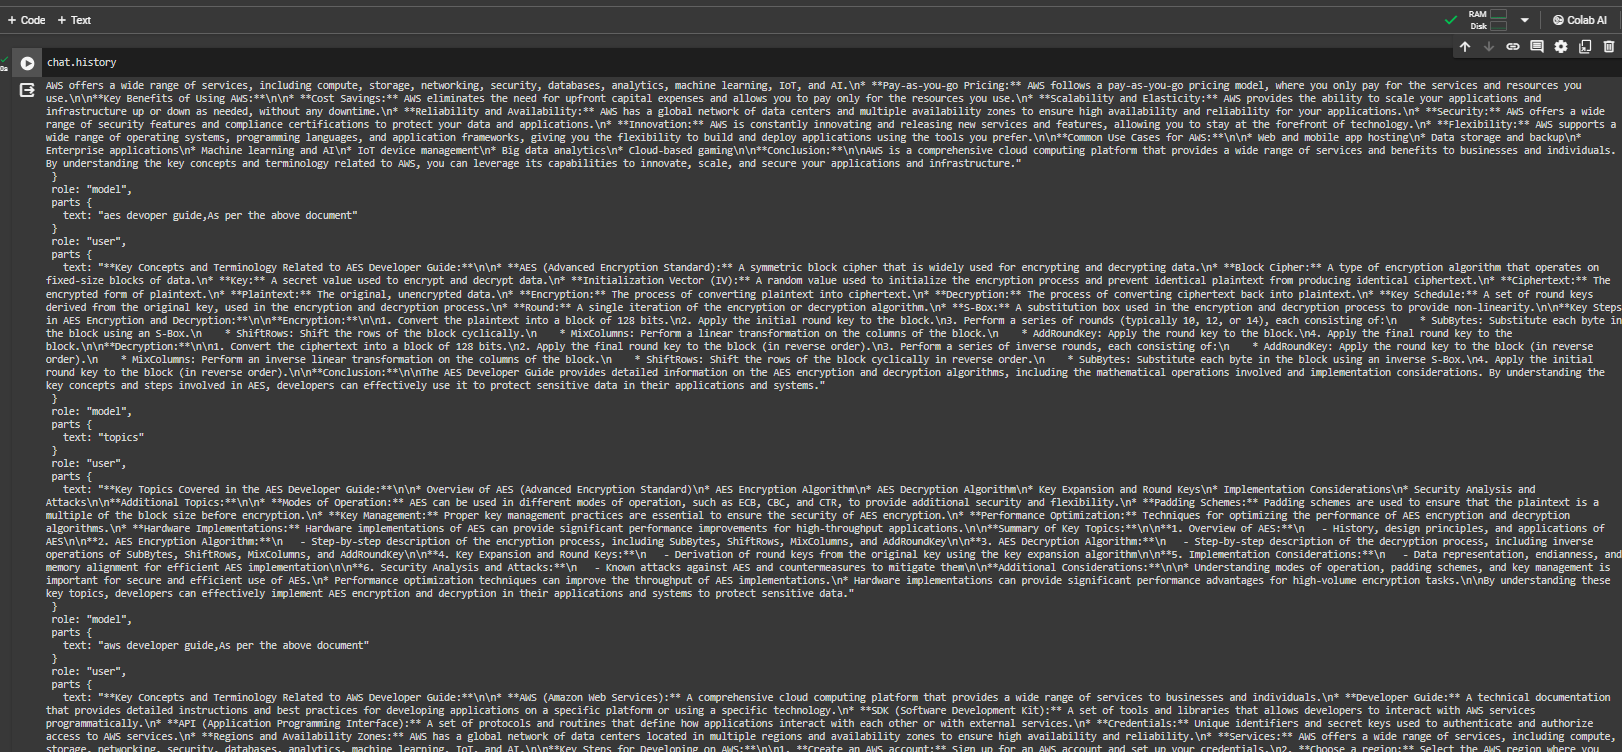 + Code + Text
RAM
Disk
Colab AI
0s
chat.history
AWS offers a wide range of services, including compute, storage, networking, security, databases, analytics, machine learning, IoT, and AI.\n* **Pay-as-you-go Pricing:** AWS follows a pay-as-you-go pricing model, where you only pay for the services and resources you
use.\n\n**Key Benefits of Using AWS:**\n\n* **Cost Savings:** AWS eliminates the need for upfront capital expenses and allows you to pay only for the resources you use.\n* **Scalability and Elasticity:** AWS provides the ability to scale your applications and
infrastructure up or down as needed, without any downtime.\n* **Reliability and Availability:** AWS has a global network of data centers and multiple availability zones to ensure high availability and reliability for your applications.\n* **Security:** AWS offers a wide
range of security features and compliance certifications to protect your data and applications.\n* **Innovation:** AWS is constantly innovating and releasing new services and features, allowing you to stay at the forefront of technology.\n* **Flexibility:** AWS supports a
wide range of operating systems, programming languages, and application frameworks, giving you the flexibility to build and deploy applications using the tools you prefer.\n\n**Common Use Cases for AWS:**\n\n* Web and mobile app hosting\n* Data storage and backup\n*
Enterprise applications\n* Machine learning and AI\n* IoT device management\n* Big data analytics\n* Cloud-based gaming\n\n**Conclusion:**\n\nAWS is a comprehensive cloud computing platform that provides a wide range of services and benefits to businesses and individuals.
By understanding the key concepts and terminology related to AWS, you can leverage its capabilities to innovate, scale, and secure your applications and infrastructure."
}
role: "model",
parts {
text: "aes devoper guide,As per the above document"
}
role: "user",
parts {
text: "**Key Concepts and Terminology Related to AES Developer Guide:**\n\n* **AES (Advanced Encryption Standard):** A symmetric block cipher that is widely used for encrypting and decrypting data.\n* **Block Cipher:** A type of encryption algorithm that operates on
fixed-size blocks of data.\n* **Key:** A secret value used to encrypt and decrypt data.\n* **Initialization Vector (IV):** A random value used to initialize the encryption process and prevent identical plaintext from producing identical ciphertext.\n* **Ciphertext:** The
encrypted form of plaintext.\n* **Plaintext:** The original, unencrypted data.\n* **Encryption:** The process of converting plaintext into ciphertext.\n* **Decryption:** The process of converting ciphertext back into plaintext.\n* **Key Schedule:** A set of round keys
derived from the original key, used in the encryption and decryption process.\n* **Round:** A single iteration of the encryption or decryption algorithm.\n* **S-Box:** A substitution box used in the encryption and decryption process to provide non-linearity.\n\n**Key Steps
in AES Encryption and Decryption:**\n\n**Encryption:**\n\n1. Convert the plaintext into a block of 128 bits.\n2. Apply the initial round key to the block.\n3. Perform a series of rounds (typically 10, 12, or 14), each consisting of:\n * SubBytes: Substitute each byte in
the block using an S-Box.\n * ShiftRows: Shift the rows of the block cyclically.\n * MixColumns: Perform a linear transformation on the columns of the block.\n * AddRoundKey: Apply the round key to the block.\n4. Apply the final round key to the
block.\n\n**Decryption:**\n\n1. Convert the ciphertext into a block of 128 bits.\n2. Apply the final round key to the block (in reverse order).\n3. Perform a series of inverse rounds, each consisting of:\n * AddRoundKey: Apply the round key to the block (in reverse
order).\n * MixColumns: Perform an inverse linear transformation on the columns of the block.\n * ShiftRows: Shift the rows of the block cyclically in reverse order.\n * SubBytes: Substitute each byte in the block using an inverse S-Box.\n4. Apply the initial
round key to the block (in reverse order).\n\n**Conclusion:**\n\nThe AES Developer Guide provides detailed information on the AES encryption and decryption algorithms, including the mathematical operations involved and implementation considerations. By understanding the
key concepts and steps involved in AES, developers can effectively use it to protect sensitive data in their applications and systems."
}
role: "model",
parts {
text: "topics"
}
role: "user",
parts {
text: "**Key Topics Covered in the AES Developer Guide:**\n\n* Overview of AES (Advanced Encryption Standard)\n* AES Encryption Algorithm\n* AES Decryption Algorithm\n* Key Expansion and Round Keys\n* Implementation Considerations\n* Security Analysis and
Attacks\n\n**Additional Topics:**\n\n* **Modes of Operation:** AES can be used in different modes of operation, such as ECB, CBC, and CTR, to provide additional security and flexibility.\n* **Padding Schemes:** Padding schemes are used to ensure that the plaintext is a
multiple of the block size before encryption.\n* **Key Management:** Proper key management practices are essential to ensure the security of AES encryption.\n* **Performance Optimization:** Techniques for optimizing the performance of AES encryption and decryption
algorithms.\n* **Hardware Implementations:** Hardware implementations of AES can provide significant performance improvements for high-throughput applications.\n\n**Summary of Key Topics:**\n\n**1. Overview of AES:**\n - History, design principles, and applications of
AES\n\n**2. AES Encryption Algorithm:**\n - Step-by-step description of the encryption process, including SubBytes, ShiftRows, MixColumns, and AddRoundKey\n\n**3. AES Decryption Algorithm:**\n - Step-by-step description of the decryption process, including inverse
operations of SubBytes, ShiftRows, MixColumns, and AddRoundKey\n\n**4. Key Expansion and Round Keys:**\n - Derivation of round keys from the original key using the key expansion algorithm\n\n**5. Implementation Considerations:**\n - Data representation, endianness, and
memory alignment for efficient AES implementation\n\n**6. Security Analysis and Attacks:**\n - Known attacks against AES and countermeasures to mitigate them\n\n**Additional Considerations:**\n\n* Understanding modes of operation, padding schemes, and key management is
important for secure and efficient use of AES.\n* Performance optimization techniques can improve the throughput of AES implementations.\n* Hardware implementations can provide significant performance advantages for high-volume encryption tasks.\n\nBy understanding these
key topics, developers can effectively implement AES encryption and decryption in their applications and systems to protect sensitive data."
}
role: "model",
parts {
text: "aws developer guide,As per the above document"
}
role: "user",
parts {
text: "**Key Concepts and Terminology Related to AWS Developer Guide:**\n\n* **AWS (Amazon Web Services):** A comprehensive cloud computing platform that provides a wide range of services to businesses and individuals.\n* **Developer Guide:** A technical documentation
that provides detailed instructions and best practices for developing applications on a specific platform or using a specific technology.\n* **SDK (Software Development Kit):** A set of tools and libraries that allows developers to interact with AWS services
programmatically.\n* **API (Application Programming Interface):** A set of protocols and routines that define how applications interact with each other or with external services.\n* **Credentials:** Unique identifiers and secret keys used to authenticate and authorize
access to AWS services.\n* **Regions and Availability Zones:** AWS has a global network of data centers located in multiple regions and availability zones to ensure high availability and reliability.\n* **Services:** AWS offers a wide range of services, including compute,
storage, networking, security, databases, analytics, machine learning, IoT, and AI.\n\n**Key Steps for Developing on AWS:**\n\n1. **Create an AWS account:** Sign up for an AWS account and set up your credentials.\n2. **Choose a region:** Select the AWS region where you